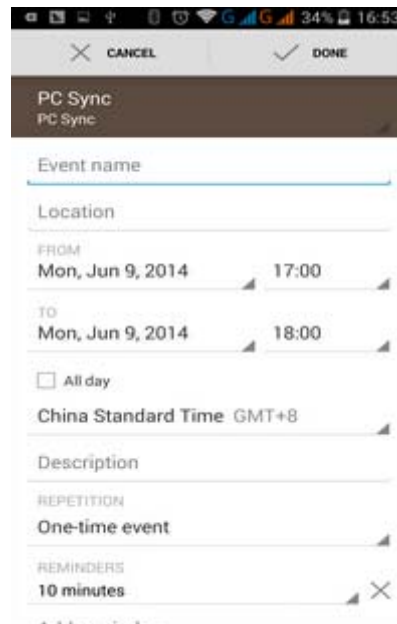 G G 34% 16:53
CANCEL DONE
PC Sync
PC Sync
Event name
Location
FROM
Mon, Jun 9, 2014 17:00
TO
Mon, Jun 9, 2014 18:00
All day
China Standard Time GMT+8
Description
REPETITION
One-time event
REMINDERS
10 minutes